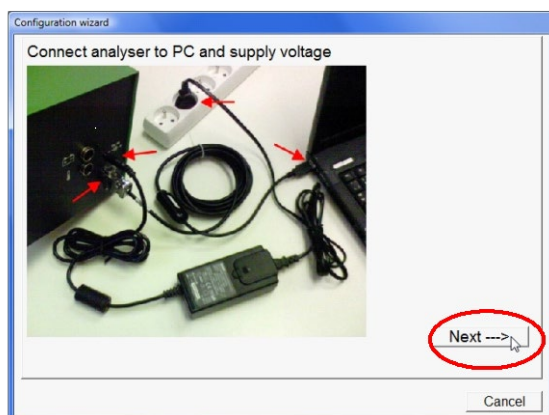 Configuration wizard
Connect analyser to PC and supply voltage
Next --->
Cancel